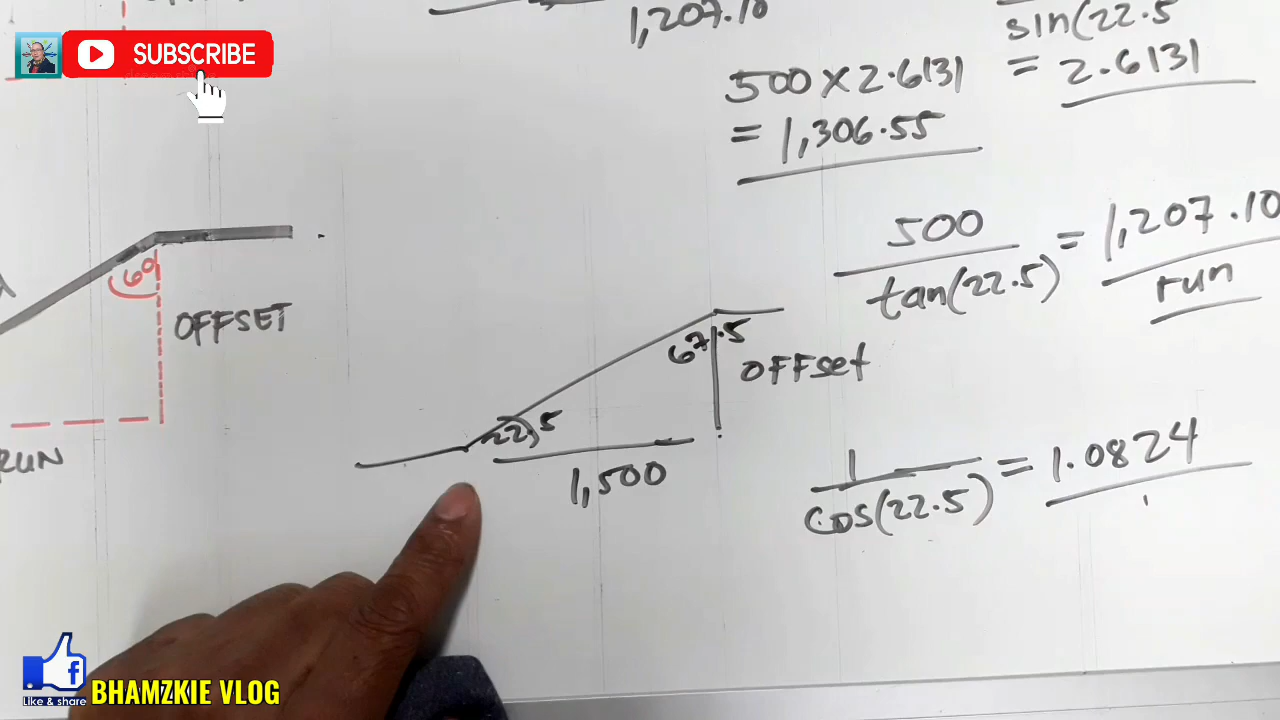 1,207.10
sin(22.5
= 2.6131
SUBSCRIBE
500 x 2.6131
= 1,306.55
500
tan(22.5)
= 1,207.10
run
60
OFFSET
67.5
OFFset
22.5
1,500
RUN
1
cos(22.5)
= 1.0824
f
Like & share
BHAMZKIE VLOG